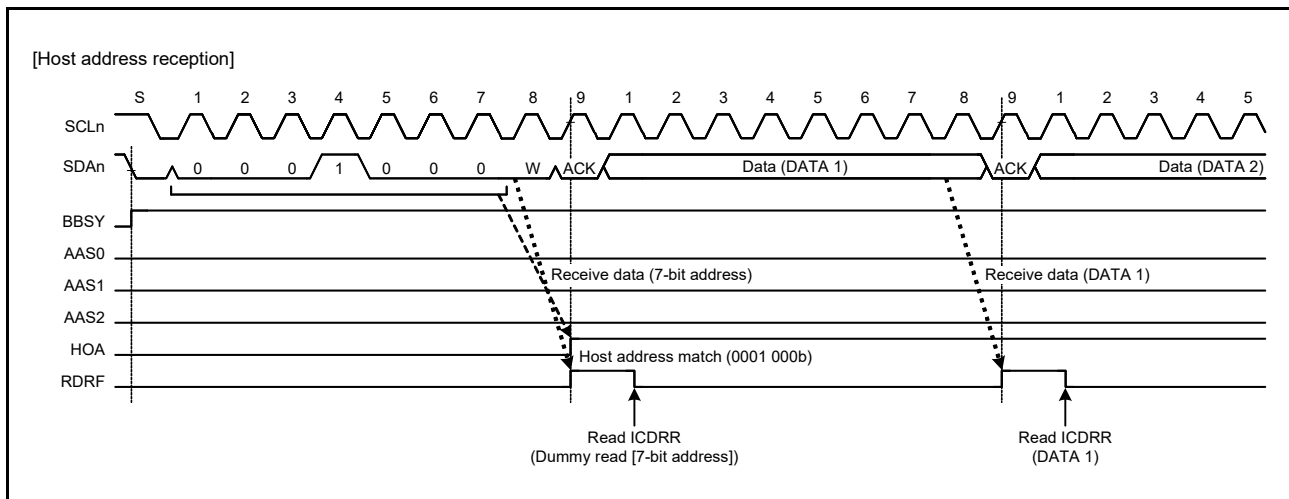 [Host address reception]
S 1 2 3 4 5 6 7 8 9 1 2 3 4 5 6 7 8 9 1 2 3 4 5
SCLn
SDAn 0 0 0 1 0 0 0 W ACK Data (DATA 1) ACK Data (DATA 2)
BBSY
AAS0
AAS1 Receive data (7-bit address) Receive data (DATA 1)
AAS2
HOA Host address match (0001 000b)
RDRF
Read ICDRR Read ICDRR
(Dummy read [7-bit address]) (DATA 1)